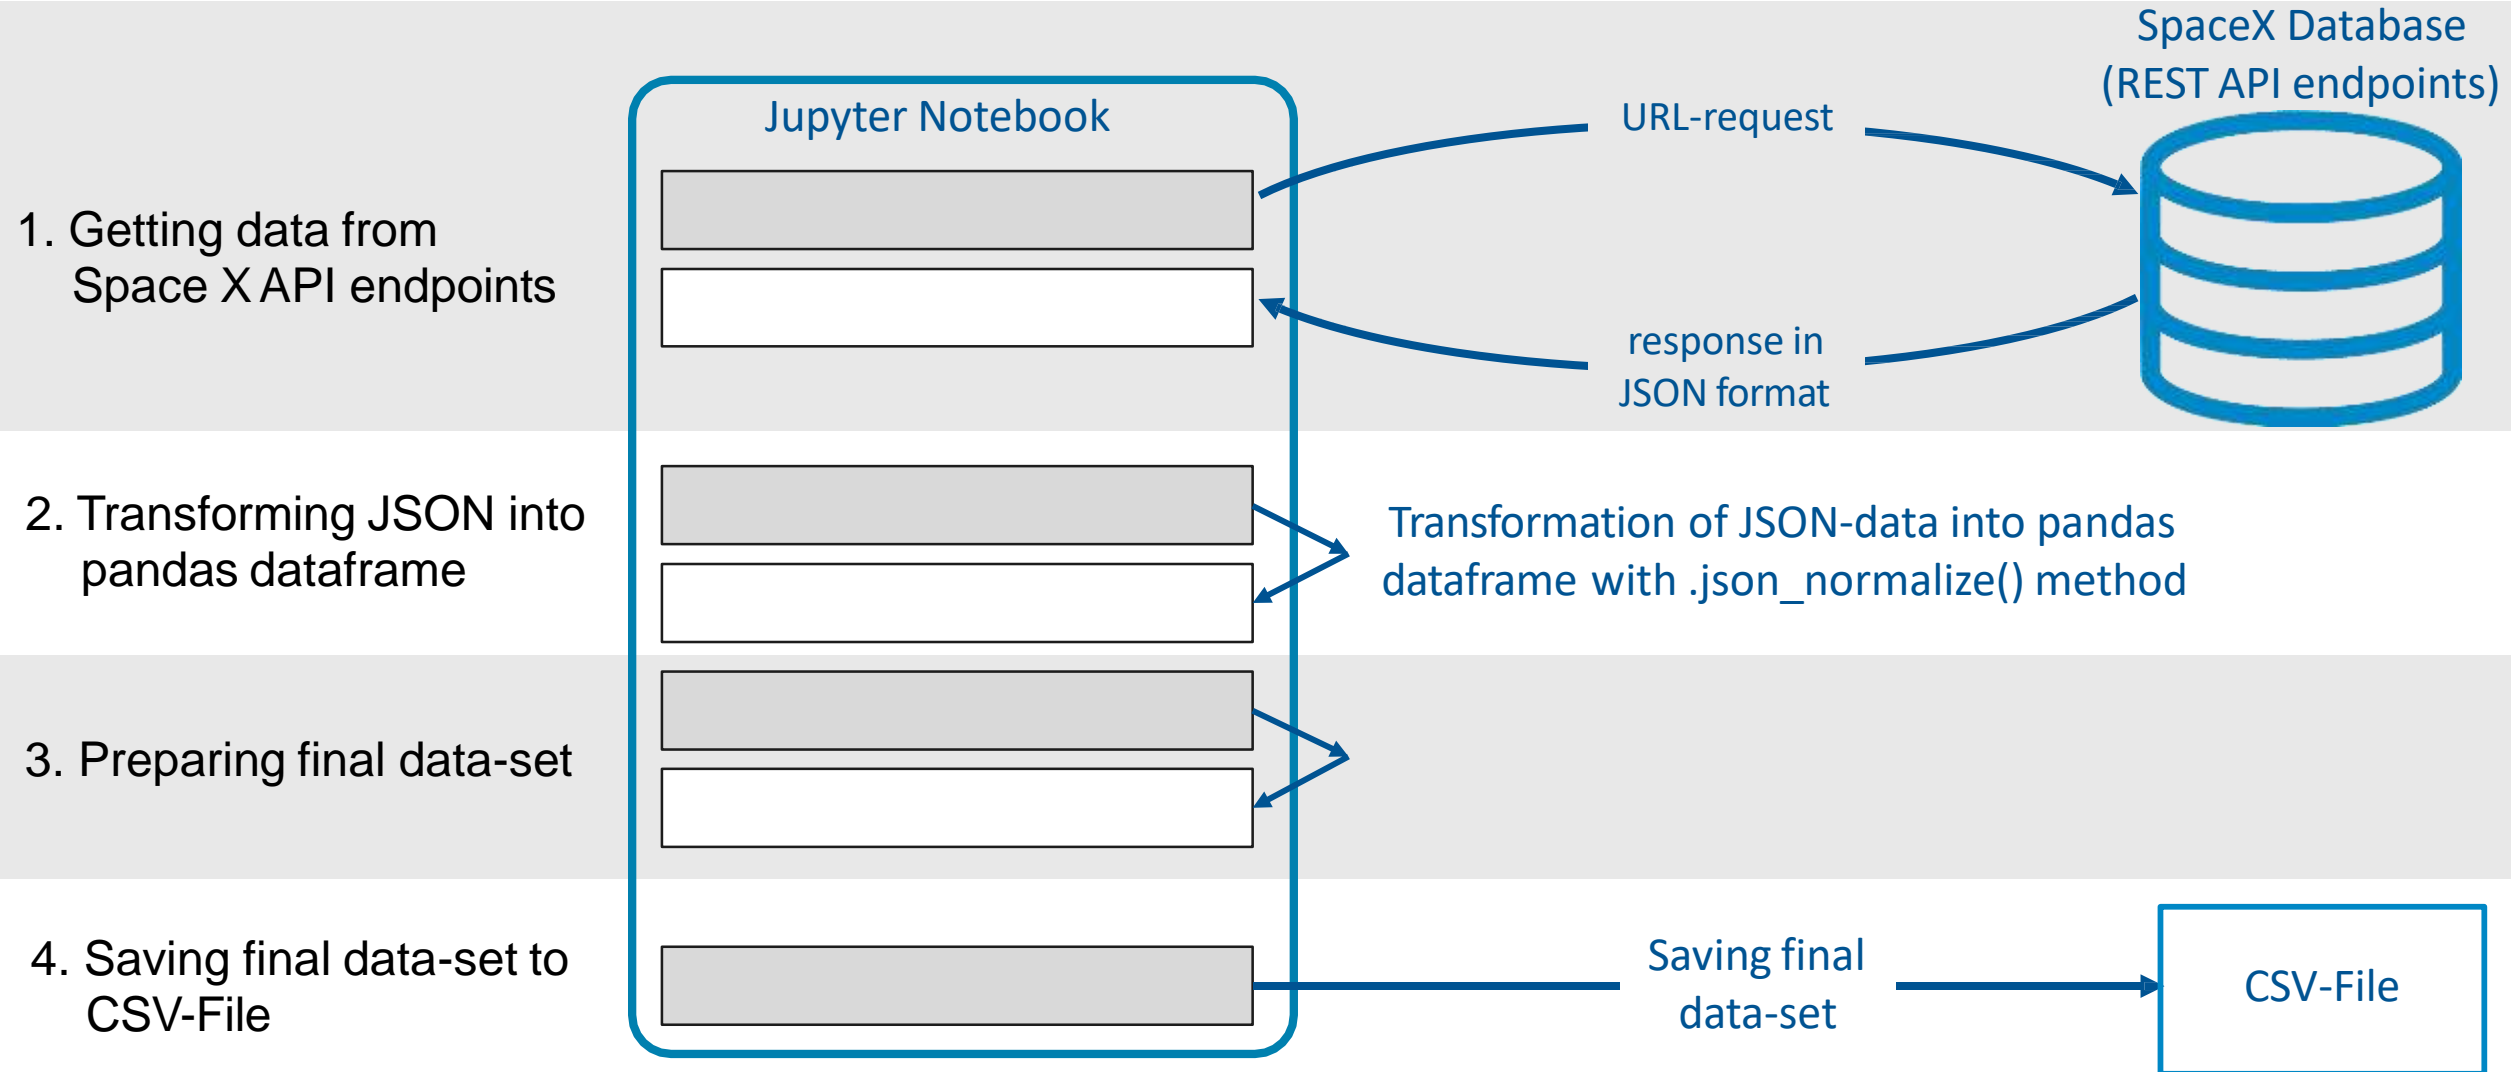 SpaceX Database
(REST API endpoints)
Jupyter Notebook
URL-request
1. Getting data from
Space X API endpoints
response in
JSON format
2. Transforming JSON into
pandas dataframe
Transformation of JSON-data into pandas
dataframe with .json_normalize() method
3. Preparing final data-set
4. Saving final data-set to
CSV-File
Saving final
data-set
CSV-File